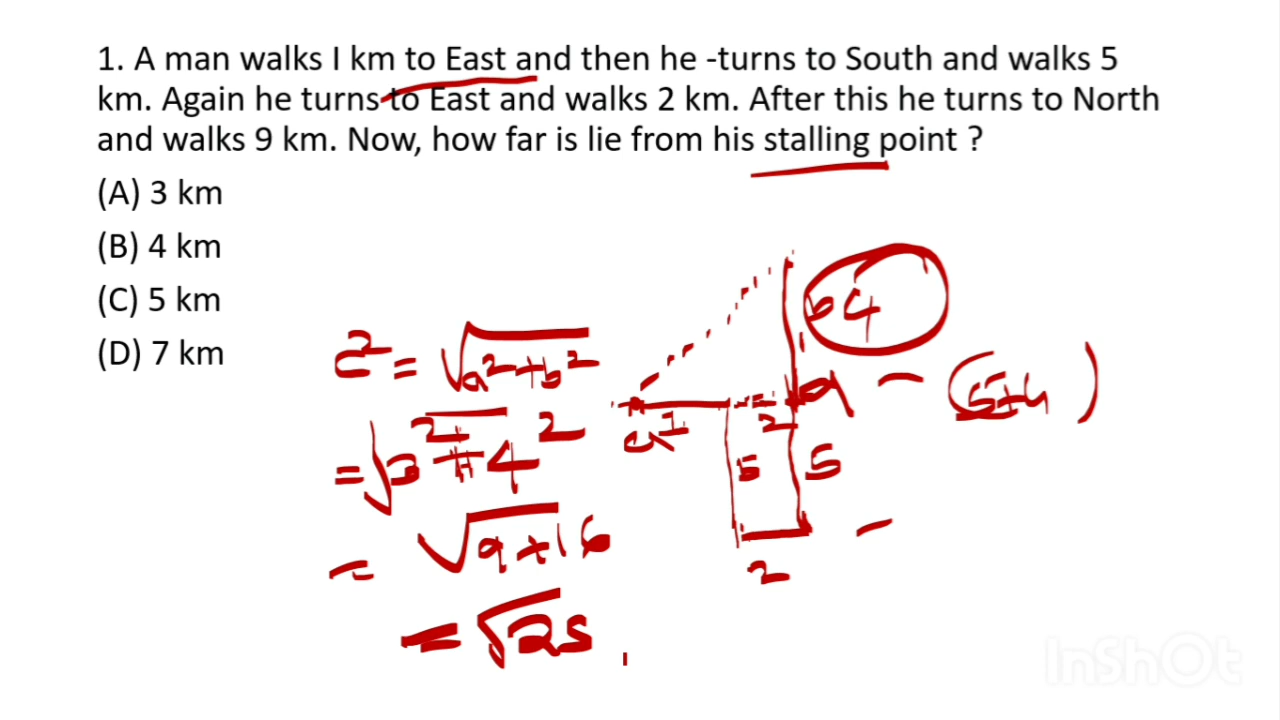 1. A man walks I km to East and then he -turns to South and walks 5
km. Again he turns to East and walks 2 km. After this he turns to North
and walks 9 km. Now, how far is lie from his stalling point ?
(A) 3 km
(B) 4 km
(C) 5 km
(D) 7 km
c² = √a²+b²
= √3²+4²
= √9+16
= √25
b4
a 1
2
9 - (5+4)
5
5
2
InShOt